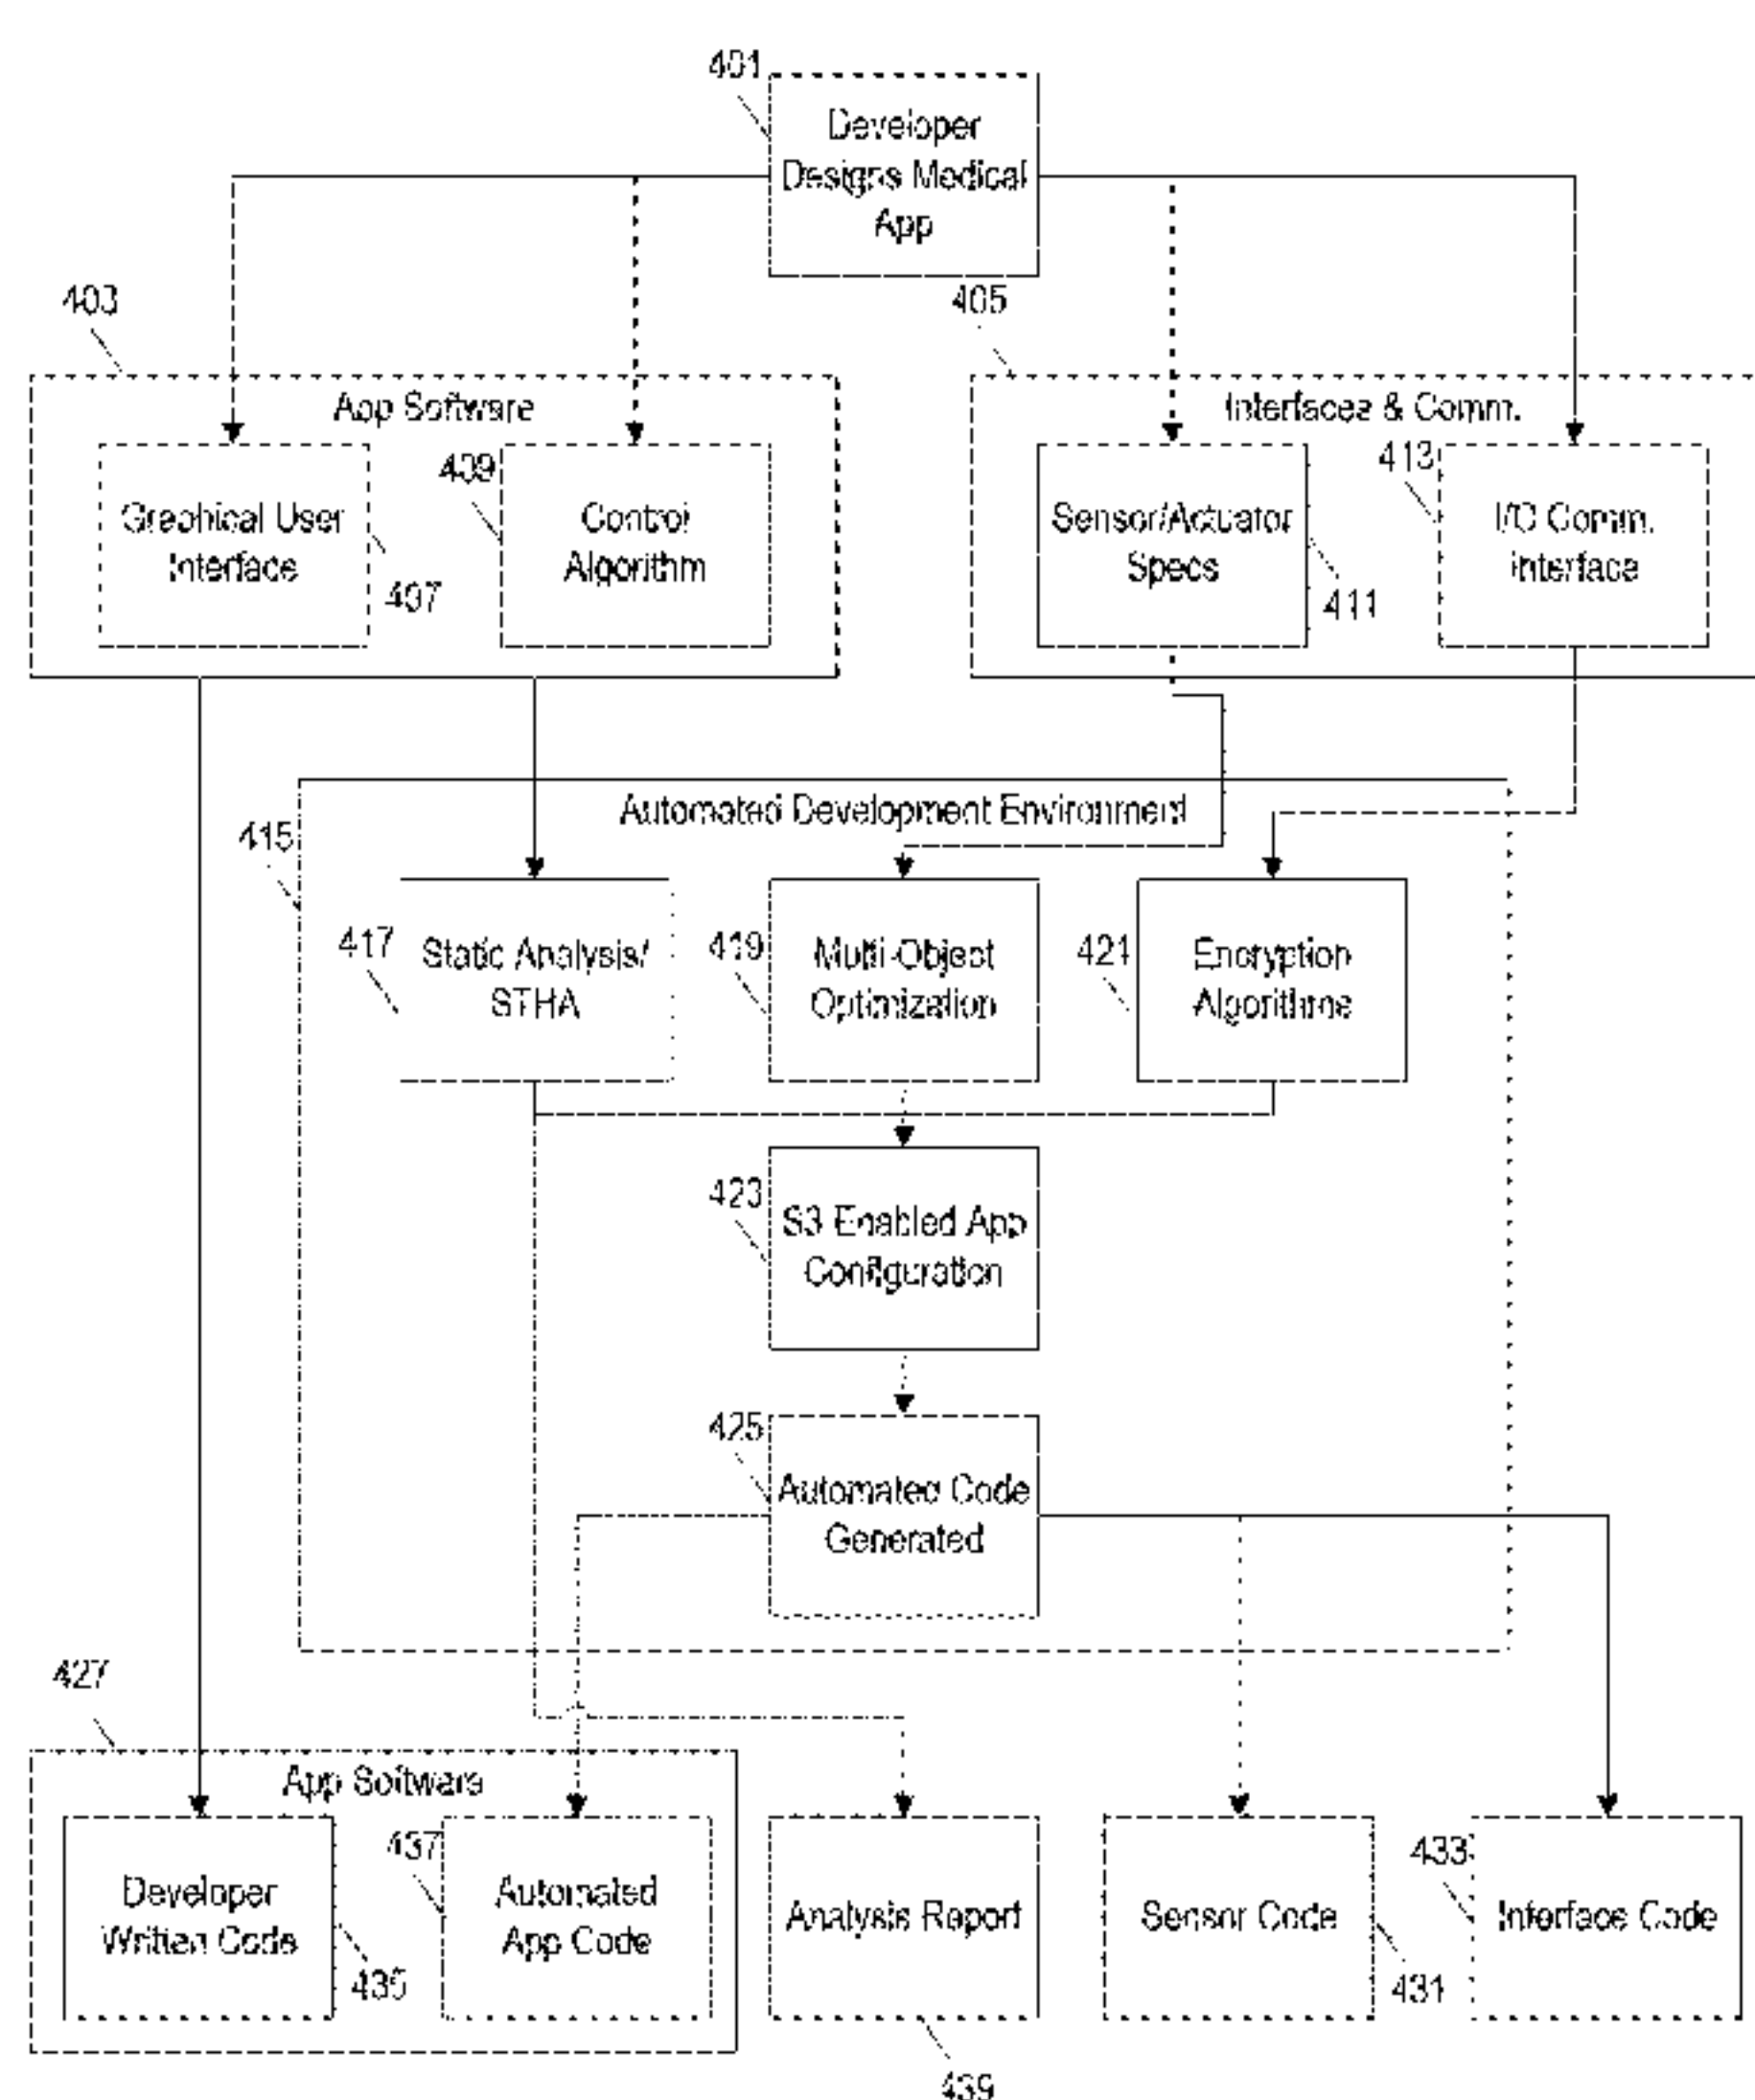 401
Developer
Designs Medical
App
403
405
App Software
Interfaces & Comm.
409
413
Graphical User
Interface
407
Control
Algorithm
Sensor/Actuator
Specs
411
I/O Comm.
Interface
Automated Development Environment
415
417
Static Analysis/
STHA
419
Multi-Object
Optimization
421
Encryption
Algorithms
423
S3 Enabled App
Configuration
425
Automated Code
Generated
427
App Software
Developer
Written Code
435
437
Automated
App Code
Analysis Report
439
Sensor Code
431
433
Interface Code